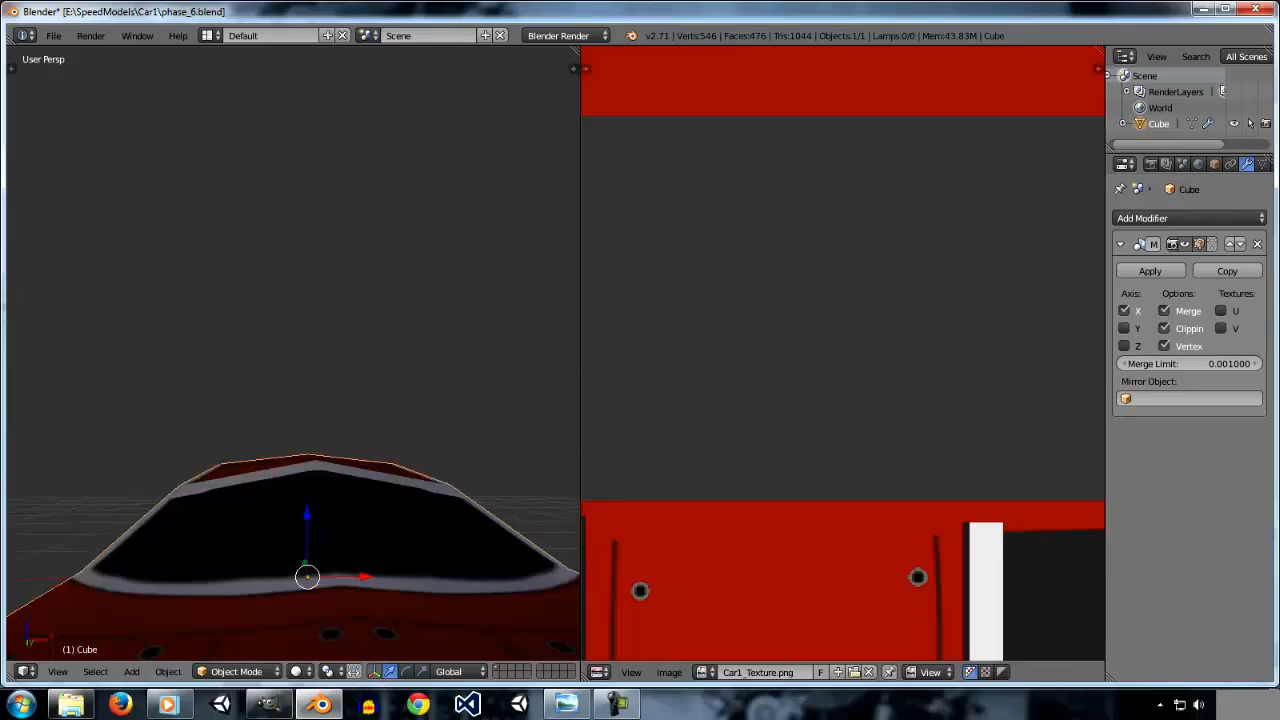 Blender* [E:\SpeedModels\Car1\phase_6.blend]
File Render Window Help Default Scene Blender Render v2.71 | Verts:546 | Faces:476 | Tris:1044 | Objects:1/1 | Lamps:0/0 | Mem:43.83M | Cube
User Persp
View Search All Scenes
Scene
RenderLayers
World
Cube
Cube
Add Modifier
M
Apply Copy
Axis: Options: Textures:
X Merge U
Y Clippin V
Z Vertex
Merge Limit: 0.001000
Mirror Object:
(1) Cube
View Select Add Object Object Mode Global
View Image Car1_Texture.png F View
1:46 PM